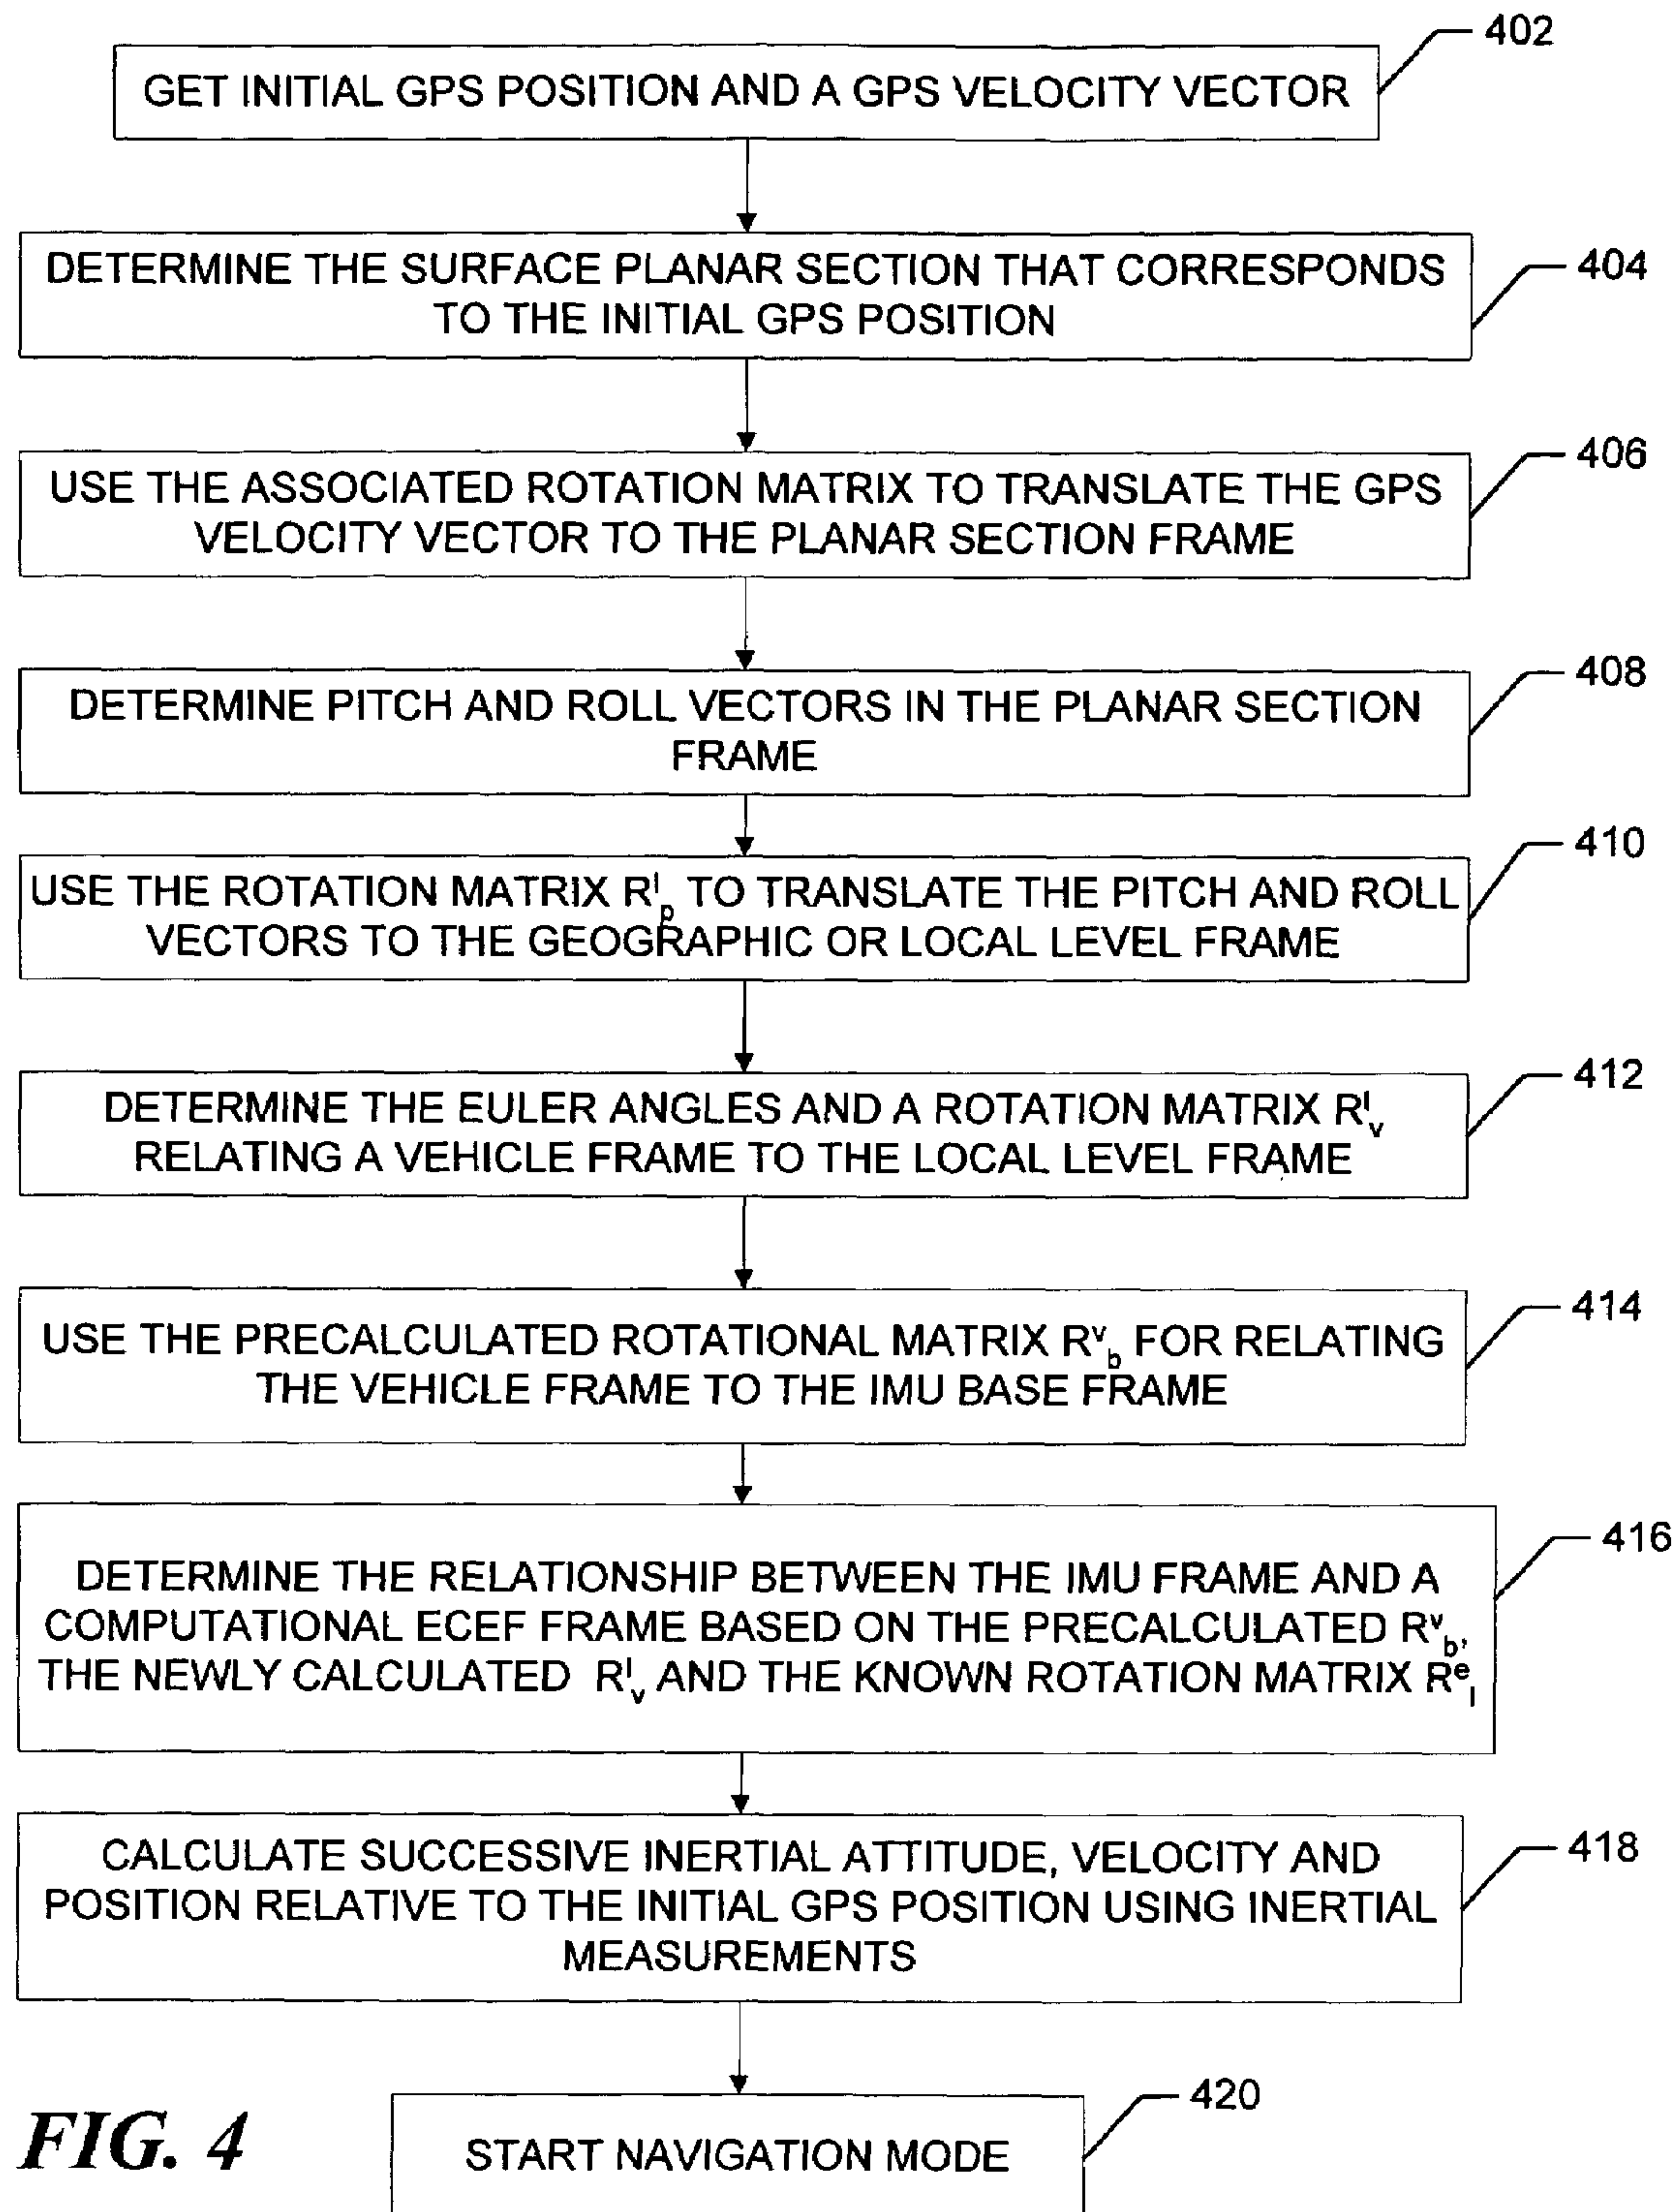 402
GET INITIAL GPS POSITION AND A GPS VELOCITY VECTOR
404
DETERMINE THE SURFACE PLANAR SECTION THAT CORRESPONDS
TO THE INITIAL GPS POSITION
406
USE THE ASSOCIATED ROTATION MATRIX TO TRANSLATE THE GPS
VELOCITY VECTOR TO THE PLANAR SECTION FRAME
408
DETERMINE PITCH AND ROLL VECTORS IN THE PLANAR SECTION
FRAME
410
USE THE ROTATION MATRIX R^l_p TO TRANSLATE THE PITCH AND ROLL
VECTORS TO THE GEOGRAPHIC OR LOCAL LEVEL FRAME
412
DETERMINE THE EULER ANGLES AND A ROTATION MATRIX R^l_v
RELATING A VEHICLE FRAME TO THE LOCAL LEVEL FRAME
414
USE THE PRECALCULATED ROTATIONAL MATRIX R^v_b FOR RELATING
THE VEHICLE FRAME TO THE IMU BASE FRAME
416
DETERMINE THE RELATIONSHIP BETWEEN THE IMU FRAME AND A
COMPUTATIONAL ECEF FRAME BASED ON THE PRECALCULATED R^v_b,
THE NEWLY CALCULATED R^l_v AND THE KNOWN ROTATION MATRIX R^e_l
418
CALCULATE SUCCESSIVE INERTIAL ATTITUDE, VELOCITY AND
POSITION RELATIVE TO THE INITIAL GPS POSITION USING INERTIAL
MEASUREMENTS
420
START NAVIGATION MODE
FIG. 4